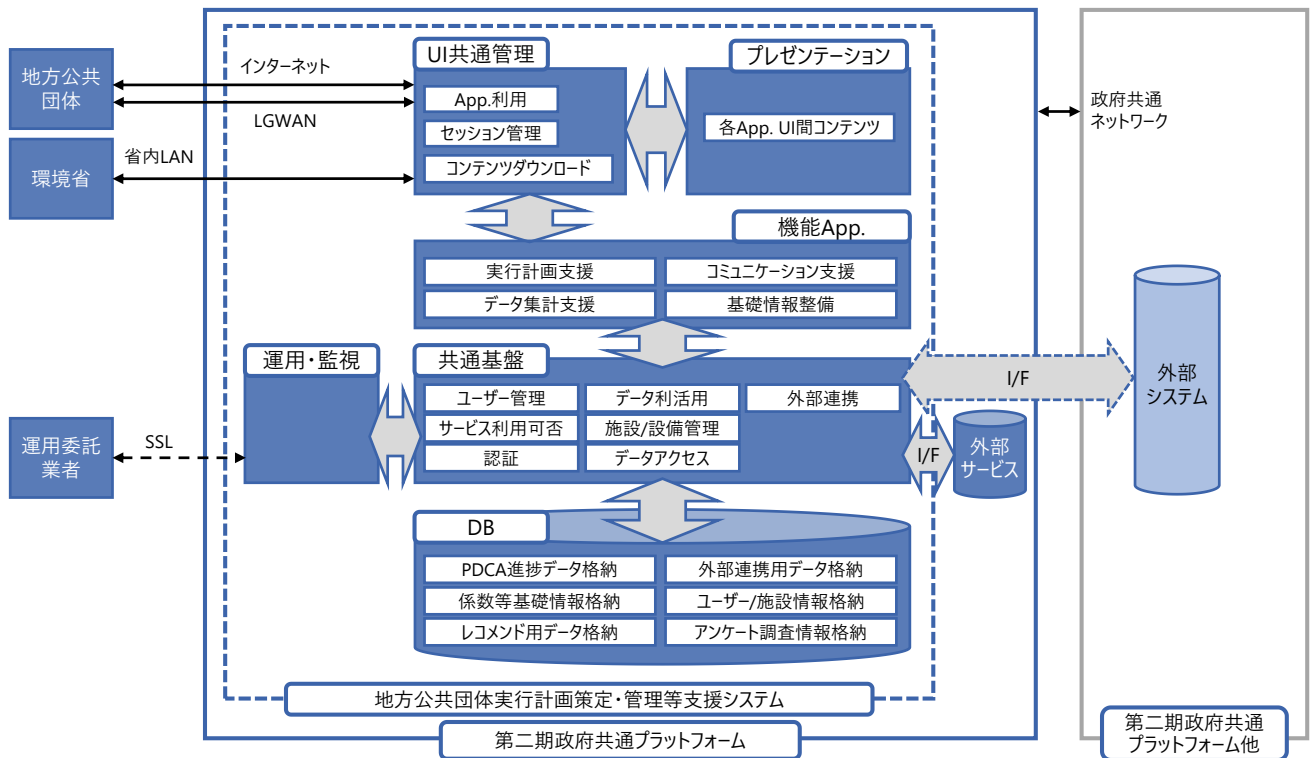 地方公共
団体
インターネット
LGWAN
環境省
省内LAN
UI共通管理
App.利用
セッション管理
コンテンツダウンロード
プレゼンテーション
各App. UI間コンテンツ
政府共通
ネットワーク
機能App.
実行計画支援
コミュニケーション支援
データ集計支援
基礎情報整備
運用・監視
共通基盤
ユーザー管理
データ利活用
外部連携
サービス利用可否
施設/設備管理
認証
データアクセス
運用委託
業者
SSL
I/F
外部
システム
I/F
外部
サービス
DB
PDCA進捗データ格納
外部連携用データ格納
係数等基礎情報格納
ユーザー/施設情報格納
レコメンド用データ格納
アンケート調査情報格納
地方公共団体実行計画策定・管理等支援システム
第二期政府共通プラットフォーム
第二期政府共通
プラットフォーム他